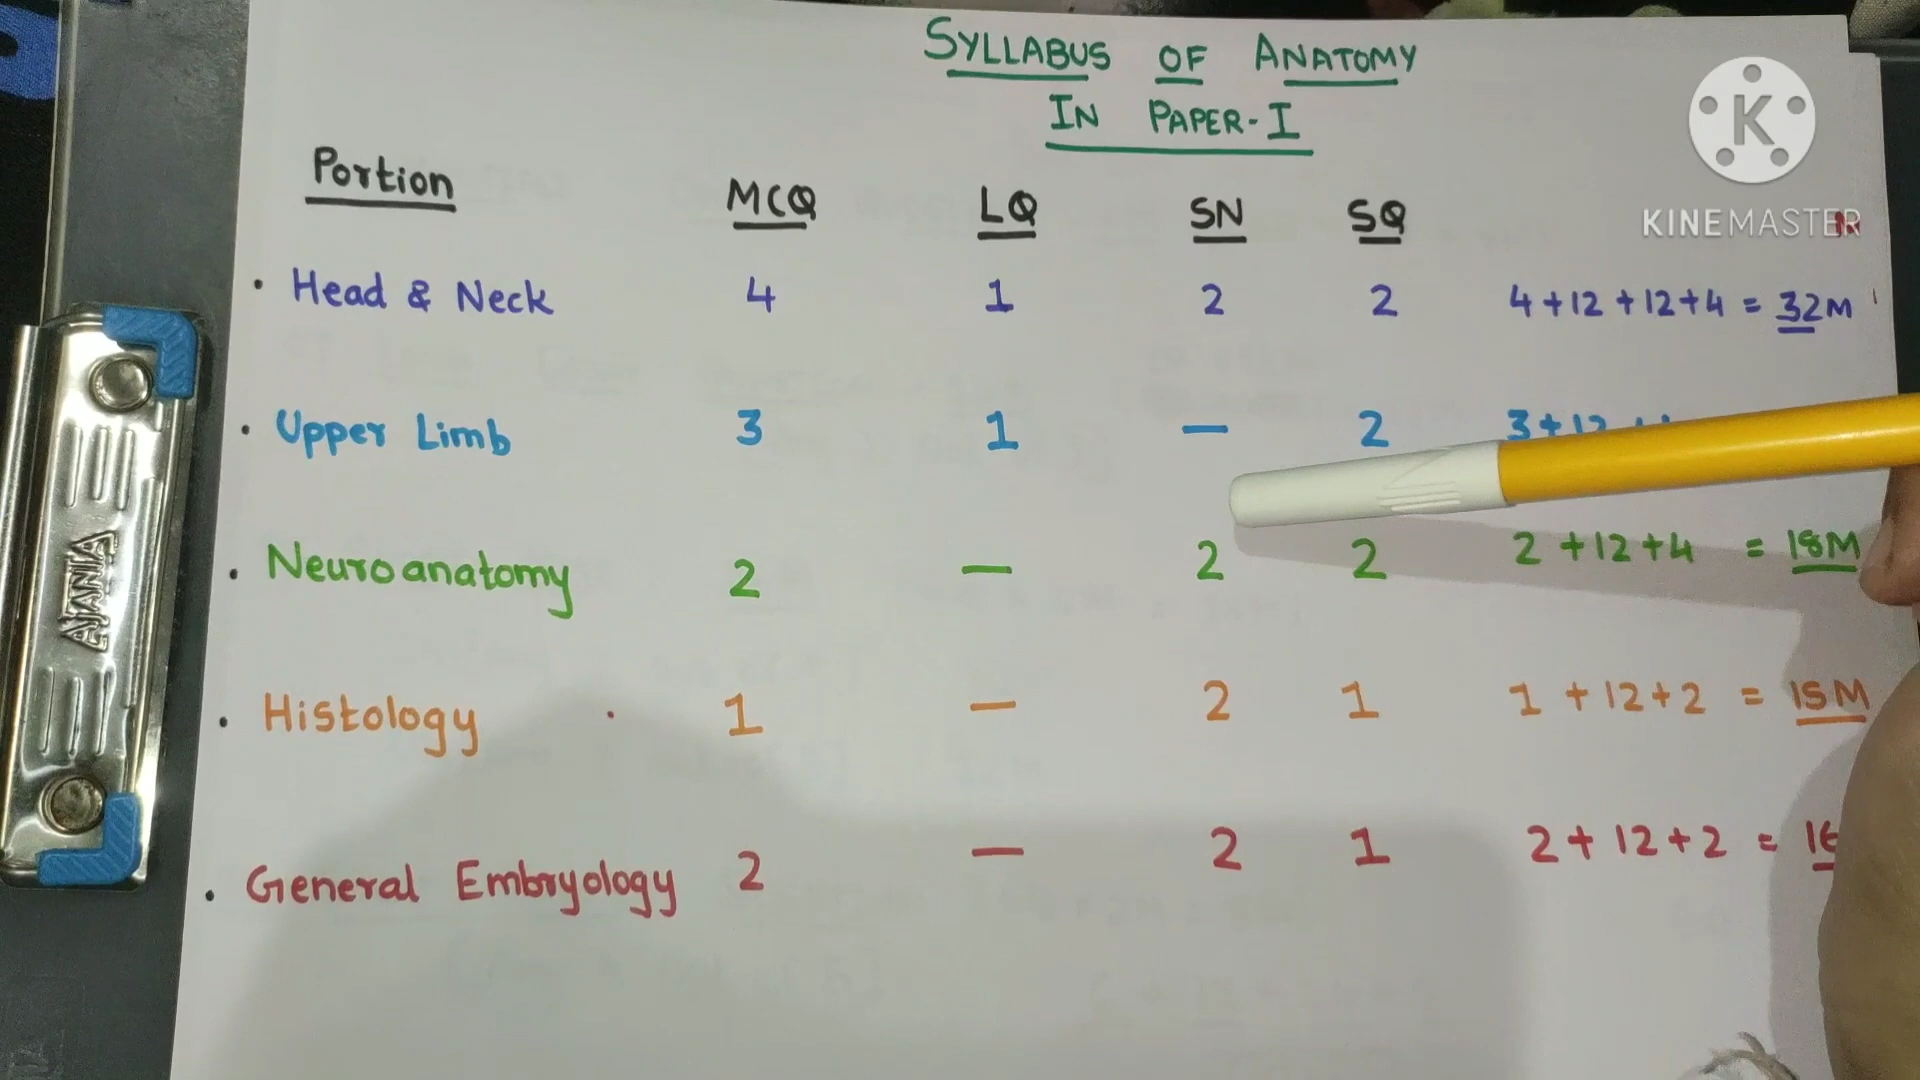 SYLLABUS OF ANATOMY
IN PAPER-I
K
KINEMASTER
Portion MCQ LQ SN SQ
• Head & Neck 4 1 2 2 4+12+12+4 = 32M
• Upper Limb 3 1 — 2 3+12
• Neuroanatomy 2 — 2 2 2+12+4 = 18M
• Histology 1 — 2 1 1+12+2 = 15M
• General Embryology 2 — 2 1 2+12+2 =
AJANTA